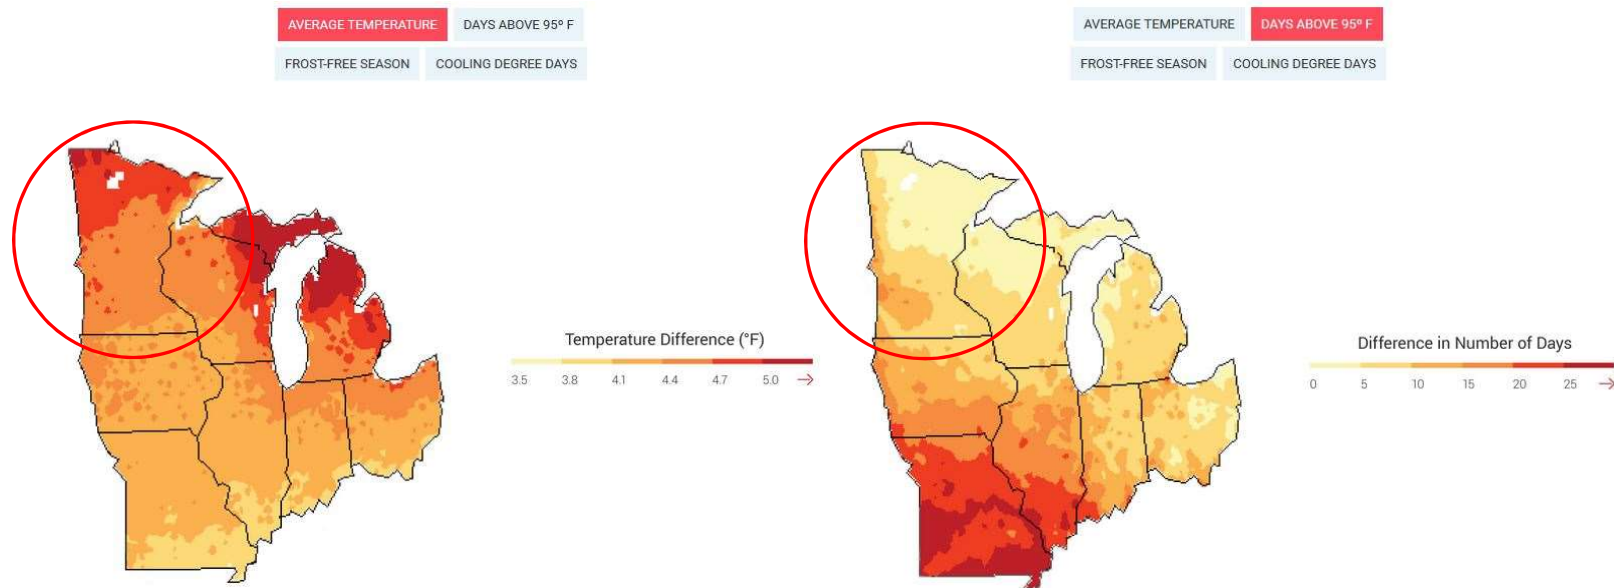 AVERAGE TEMPERATURE DAYS ABOVE 95º F
FROST-FREE SEASON COOLING DEGREE DAYS
Temperature Difference (°F)
3.5 3.8 4.1 4.4 4.7 5.0 →
AVERAGE TEMPERATURE DAYS ABOVE 95º F
FROST-FREE SEASON COOLING DEGREE DAYS
Difference in Number of Days
0 5 10 15 20 25 →